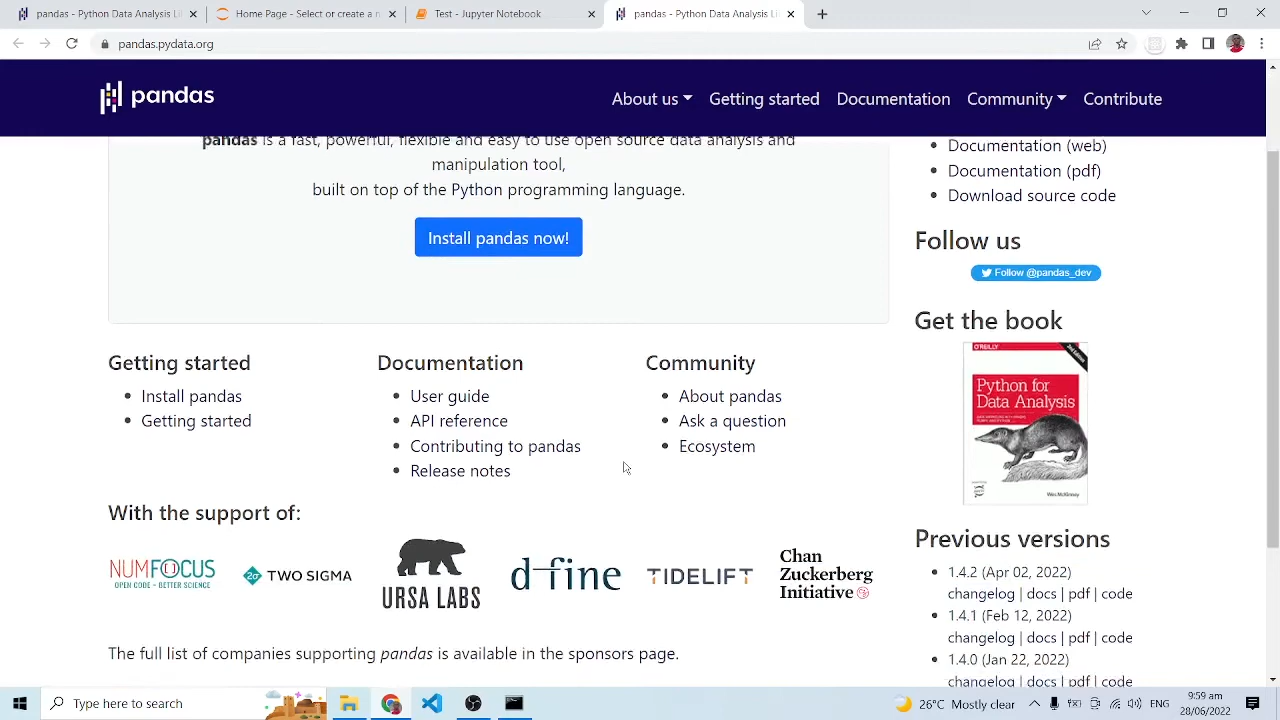 pandas - Python Data Analysis Li
Home Page - Select or create a n
Test - Jupyter Notebook
pandas - Python Data Analysis Li
pandas.pydata.org
pandas
About us
Getting started
Documentation
Community
Contribute
pandas is a fast, powerful, flexible and easy to use open source data analysis and
manipulation tool,
built on top of the Python programming language.
Install pandas now!
Documentation (web)
Documentation (pdf)
Download source code
Follow us
Follow @pandas_dev
Get the book
O'REILLY
Python for
Data Analysis
Wes McKinney
Getting started
Install pandas
Getting started
Documentation
User guide
API reference
Contributing to pandas
Release notes
Community
About pandas
Ask a question
Ecosystem
With the support of:
NUMFOCUS
OPEN CODE = BETTER SCIENCE
2σ TWO SIGMA
URSA LABS
d-fine
TIDELIFT
Chan
Zuckerberg
Initiative
The full list of companies supporting pandas is available in the sponsors page.
Previous versions
1.4.2 (Apr 02, 2022)
changelog | docs | pdf | code
1.4.1 (Feb 12, 2022)
changelog | docs | pdf | code
1.4.0 (Jan 22, 2022)
changelog | docs | pdf | code
Type here to search
26°C Mostly clear
ENG
9:59 am
28/06/2022